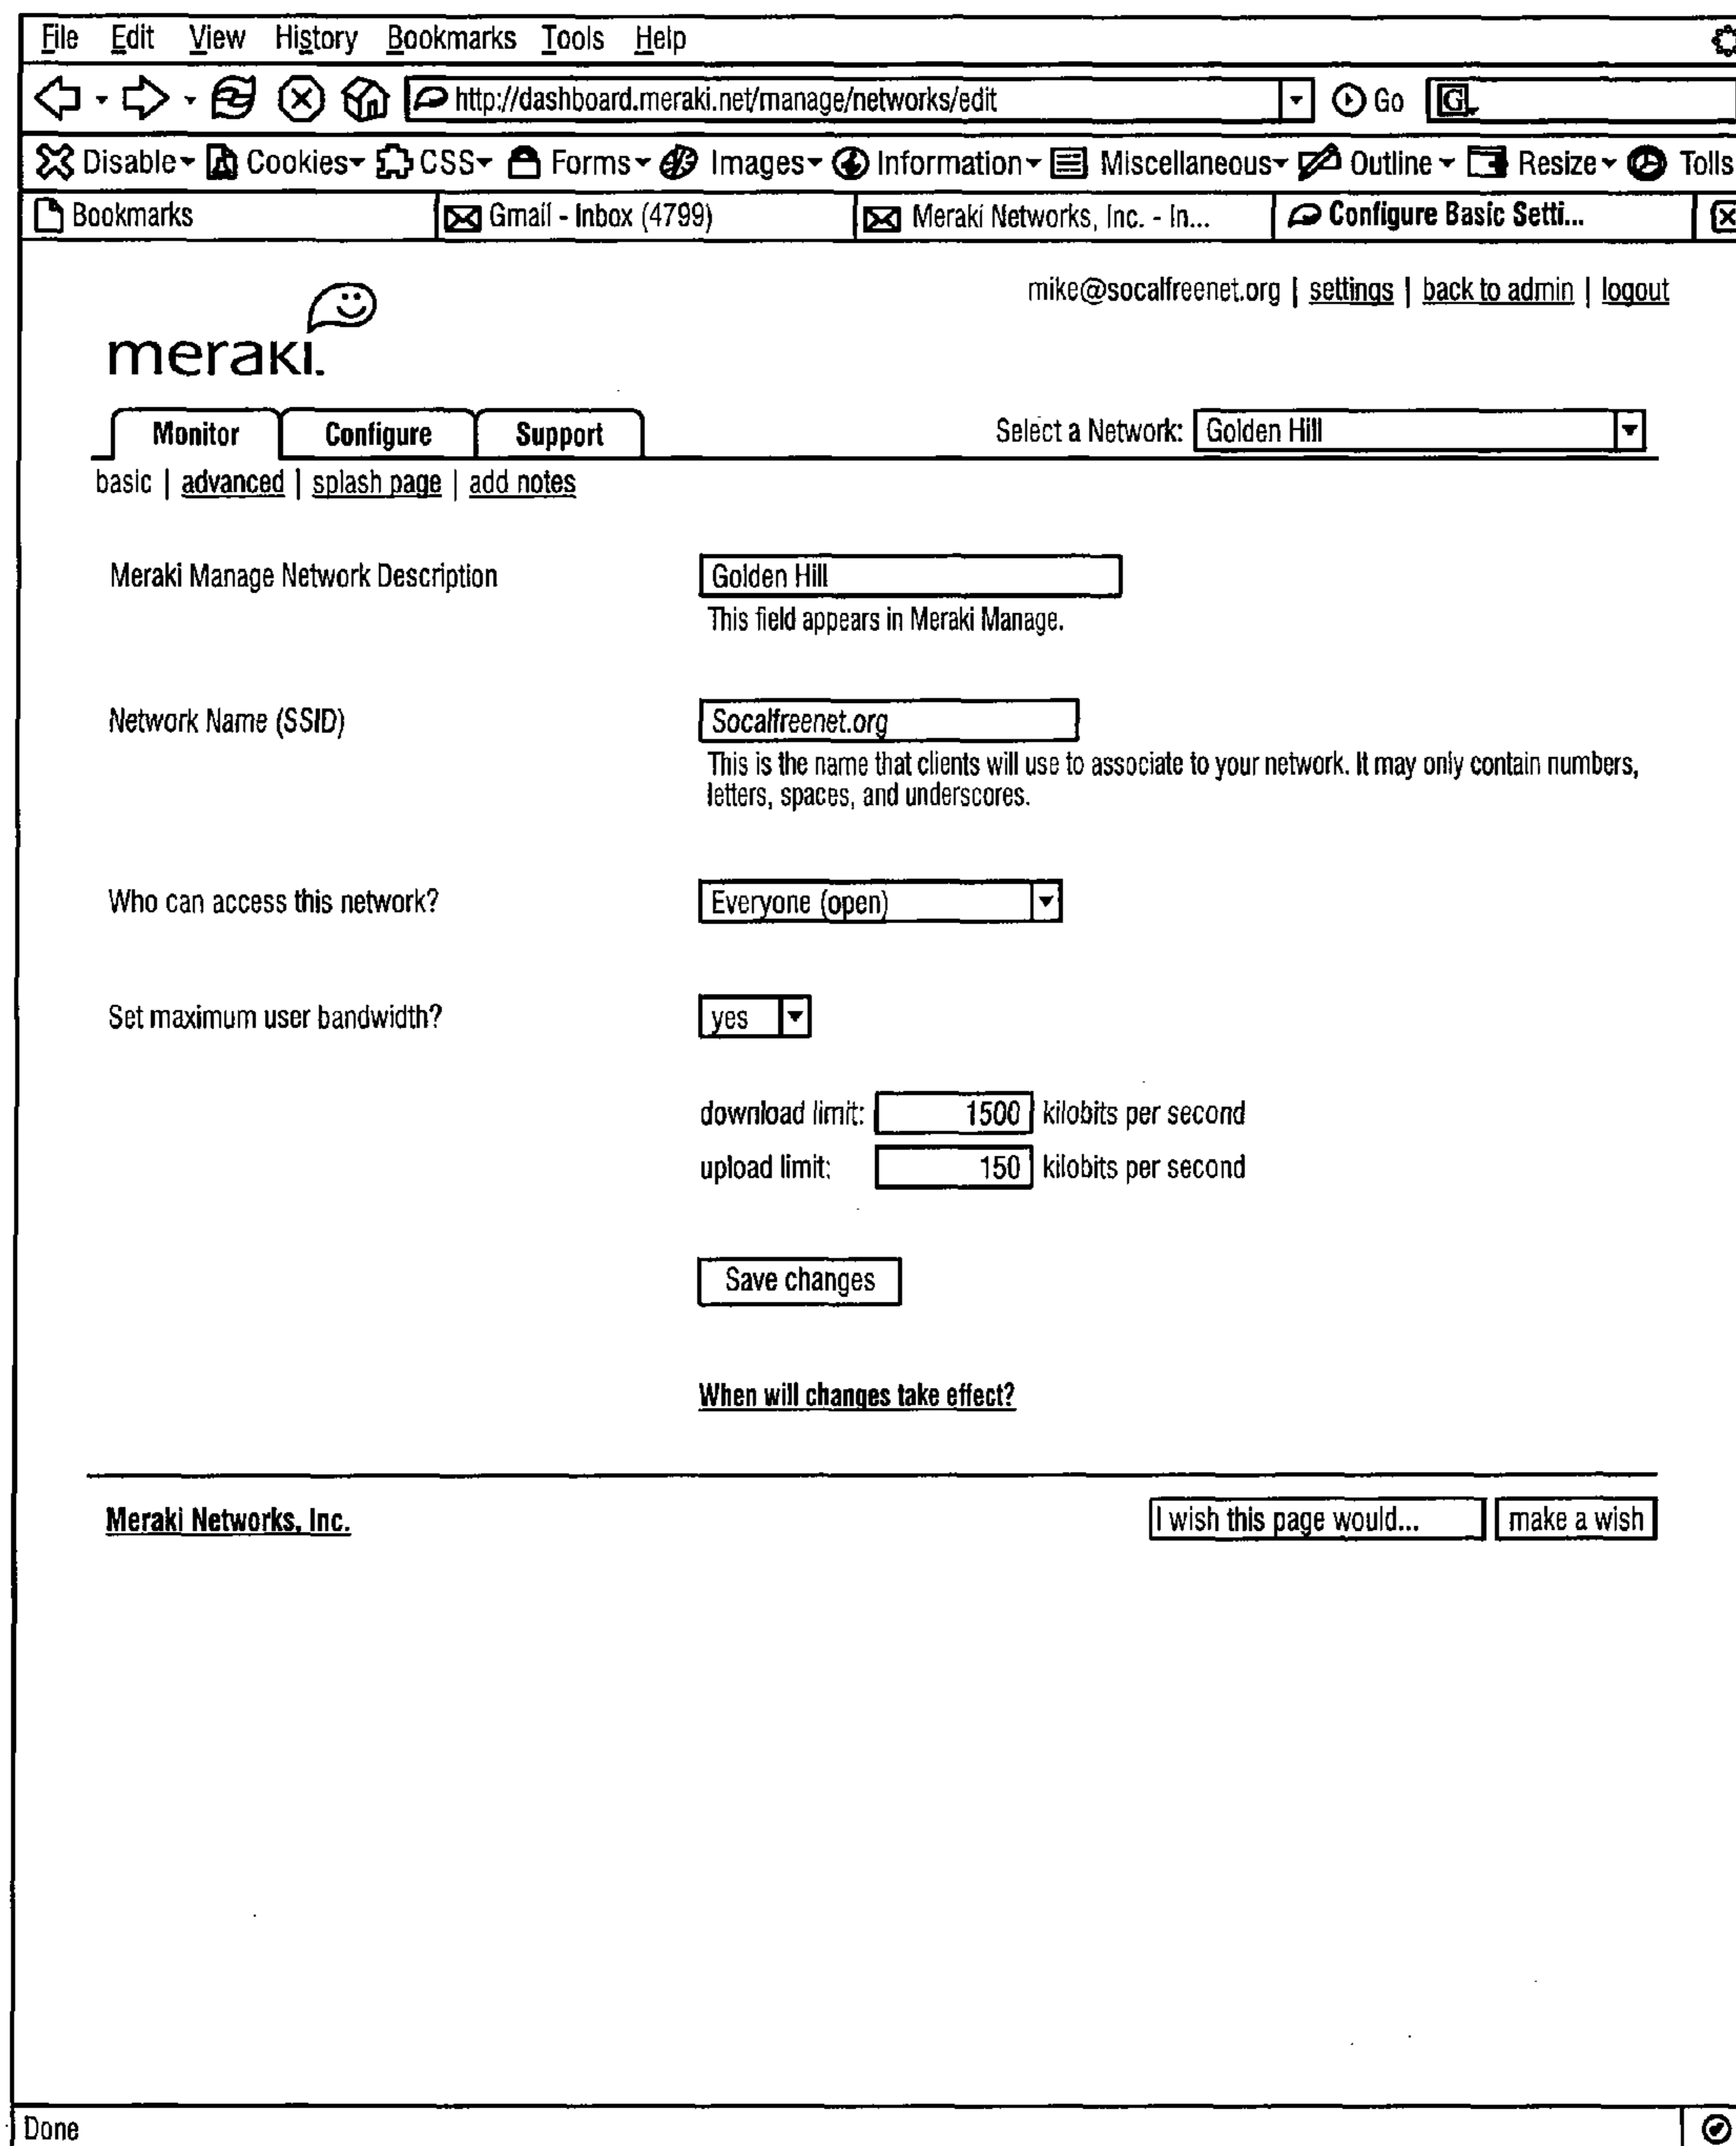 File Edit View History Bookmarks Tools Help
http://dashboard.meraki.net/manage/networks/edit Go G
Disable Cookies CSS Forms Images Information Miscellaneous Outline Resize Tolls
Bookmarks Gmail - Inbox (4799) Meraki Networks, Inc. - In... Configure Basic Setti...
mike@socalfreenet.org | settings | back to admin | logout
meraki.
Monitor Configure Support Select a Network: Golden Hill
basic | advanced | splash page | add notes
Meraki Manage Network Description Golden Hill
This field appears in Meraki Manage.
Network Name (SSID) Socalfreenet.org
This is the name that clients will use to associate to your network. It may only contain numbers,
letters, spaces, and underscores.
Who can access this network? Everyone (open)
Set maximum user bandwidth? yes
download limit: 1500 kilobits per second
upload limit: 150 kilobits per second
Save changes
When will changes take effect?
Meraki Networks, Inc. I wish this page would... make a wish
Done